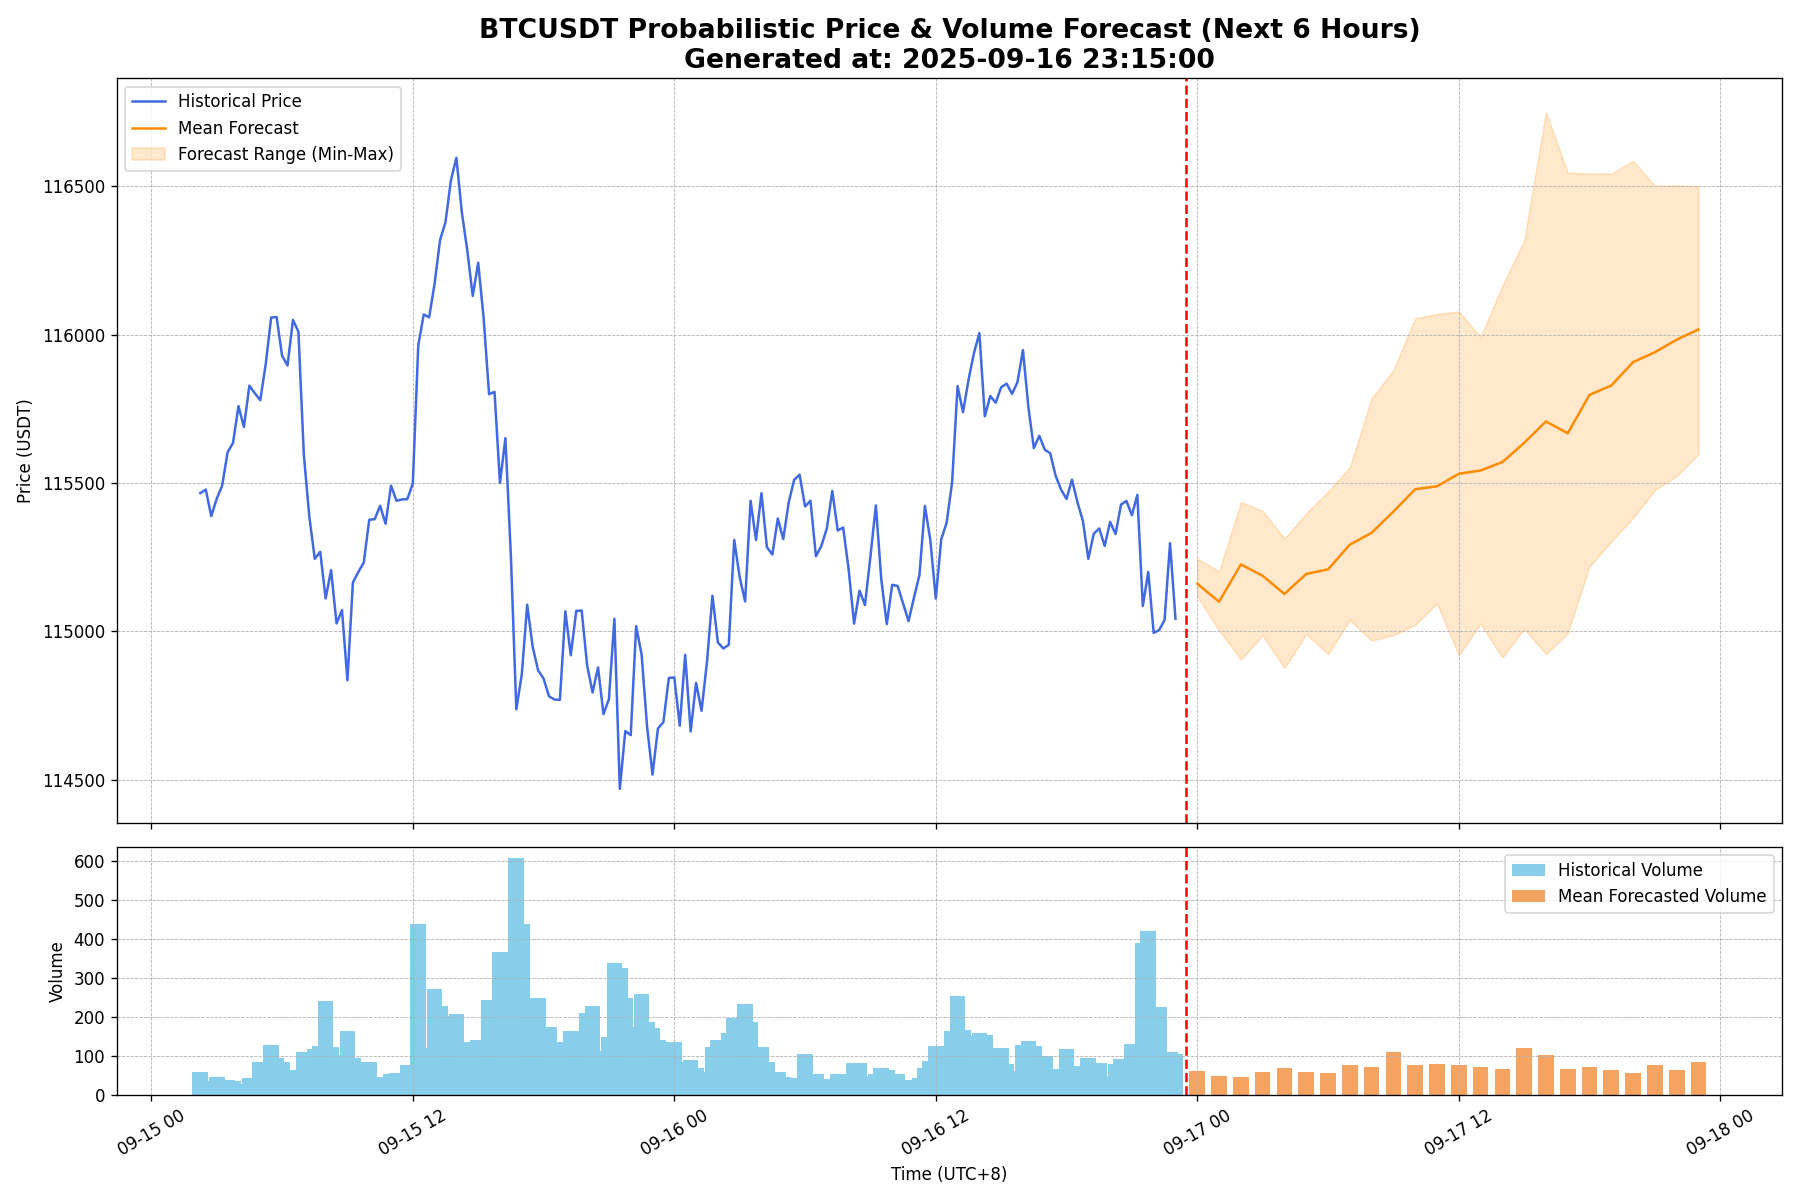 BTCUSDT Probabilistic Price & Volume Forecast (Next 6 Hours)
Generated at: 2025-09-16 23:15:00
Historical Price
Mean Forecast
Forecast Range (Min-Max)
Price (USDT)
116500
116000
115500
115000
114500
Historical Volume
Mean Forecasted Volume
Volume
600
500
400
300
200
100
0
09-15 00
09-15 12
09-16 00
09-16 12
09-17 00
09-17 12
09-18 00
Time (UTC+8)